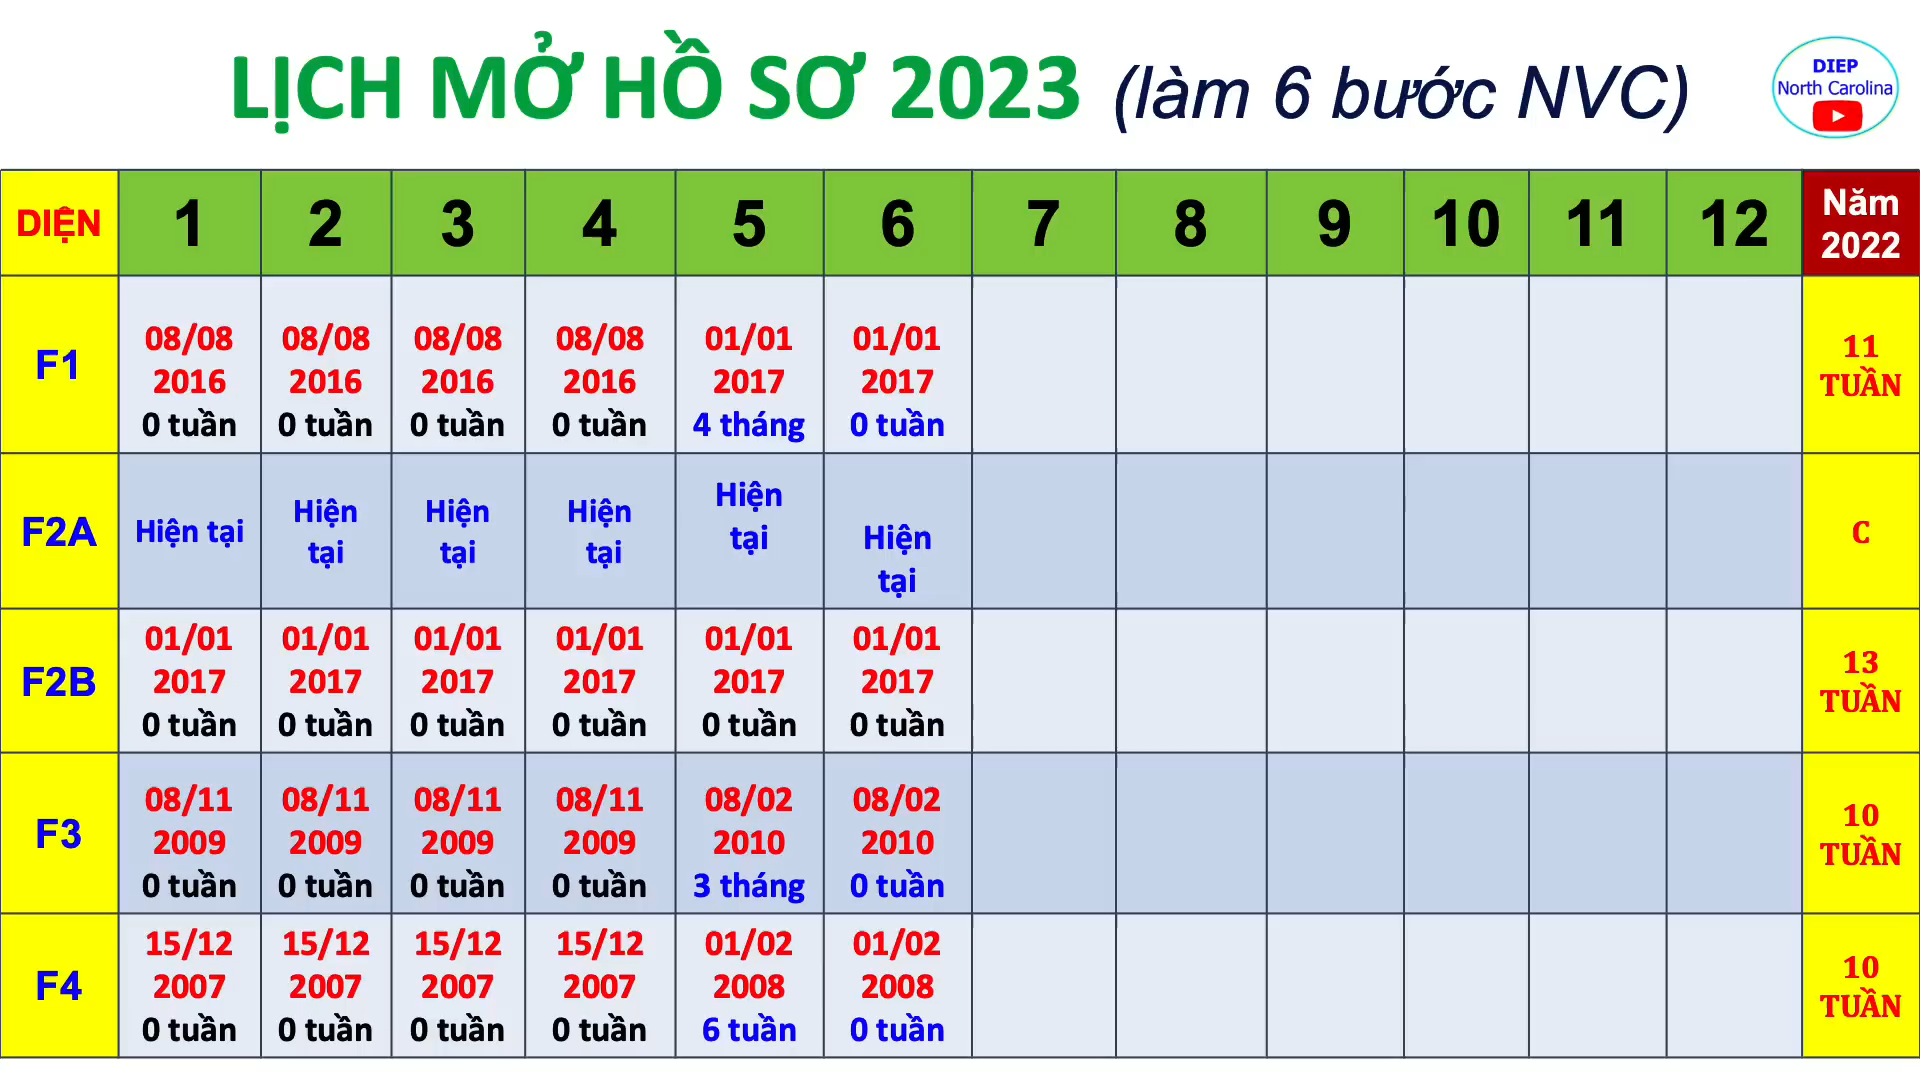 LỊCH MỞ HỒ SƠ 2023 (làm 6 bước NVC)
DIEP
North Carolina
DIỆN 1 2 3 4 5 6 7 8 9 10 11 12 Năm 2022
F1 08/08 2016 0 tuần 08/08 2016 0 tuần 08/08 2016 0 tuần 08/08 2016 0 tuần 01/01 2017 4 tháng 01/01 2017 0 tuần 11 TUẦN
F2A Hiện tại Hiện tại Hiện tại Hiện tại Hiện tại Hiện tại C
F2B 01/01 2017 0 tuần 01/01 2017 0 tuần 01/01 2017 0 tuần 01/01 2017 0 tuần 01/01 2017 0 tuần 01/01 2017 0 tuần 13 TUẦN
F3 08/11 2009 0 tuần 08/11 2009 0 tuần 08/11 2009 0 tuần 08/11 2009 0 tuần 08/02 2010 3 tháng 08/02 2010 0 tuần 10 TUẦN
F4 15/12 2007 0 tuần 15/12 2007 0 tuần 15/12 2007 0 tuần 15/12 2007 0 tuần 01/02 2008 6 tuần 01/02 2008 0 tuần 10 TUẦN